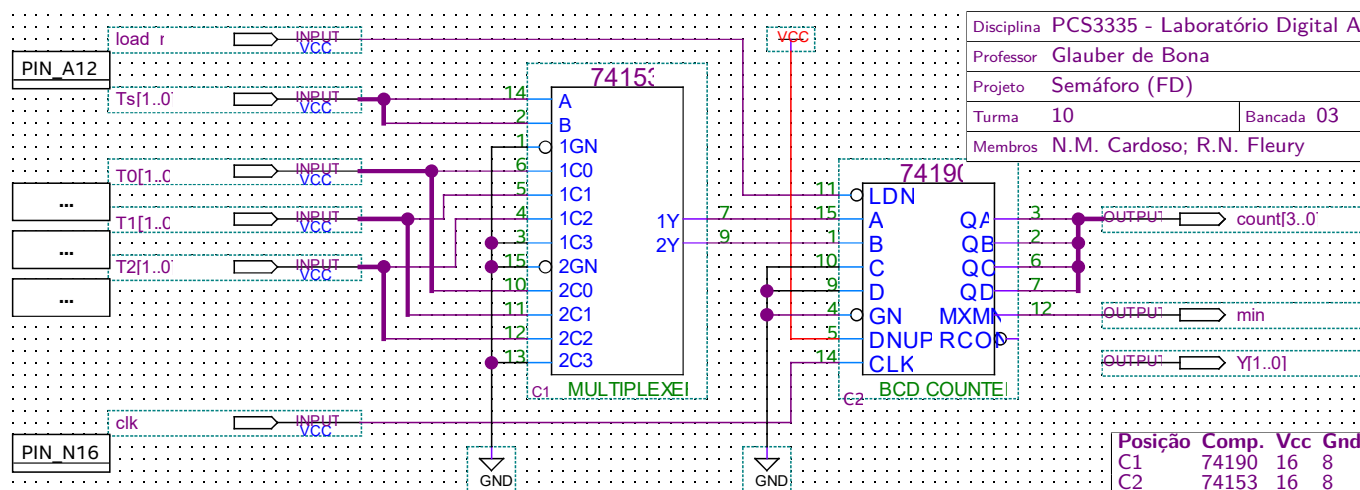 load r
INPUT
VCC
PIN_A12
Ts[1..0]
INPUT
VCC
T0[1..0
INPUT
VCC
...
T1[1..0
INPUT
VCC
...
T2[1..0]
INPUT
VCC
...
clk
INPUT
VCC
PIN_N16
74153
14 A
2 B
1 1GN
6 1C0
5 1C1
4 1C2
3 1C3
15 2GN
10 2C0
11 2C1
12 2C2
13 2C3
1Y 7
2Y 9
C1 MULTIPLEXE
GND
VCC
74190
11 LDN
15 A
1 B
10 C
9 D
4 GN
5 DNUP
14 CLK
QA 3
QB 2
QC 6
QD 7
MXMN 12
RCON
C2 BCD COUNTE
GND
OUTPUT count[3..0]
OUTPUT min
OUTPUT Y[1..0]
Disciplina PCS3335 - Laboratório Digital A
Professor Glauber de Bona
Projeto Semáforo (FD)
Turma 10 Bancada 03
Membros N.M. Cardoso; R.N. Fleury
Posição Comp. Vcc Gnd
C1 74190 16 8
C2 74153 16 8